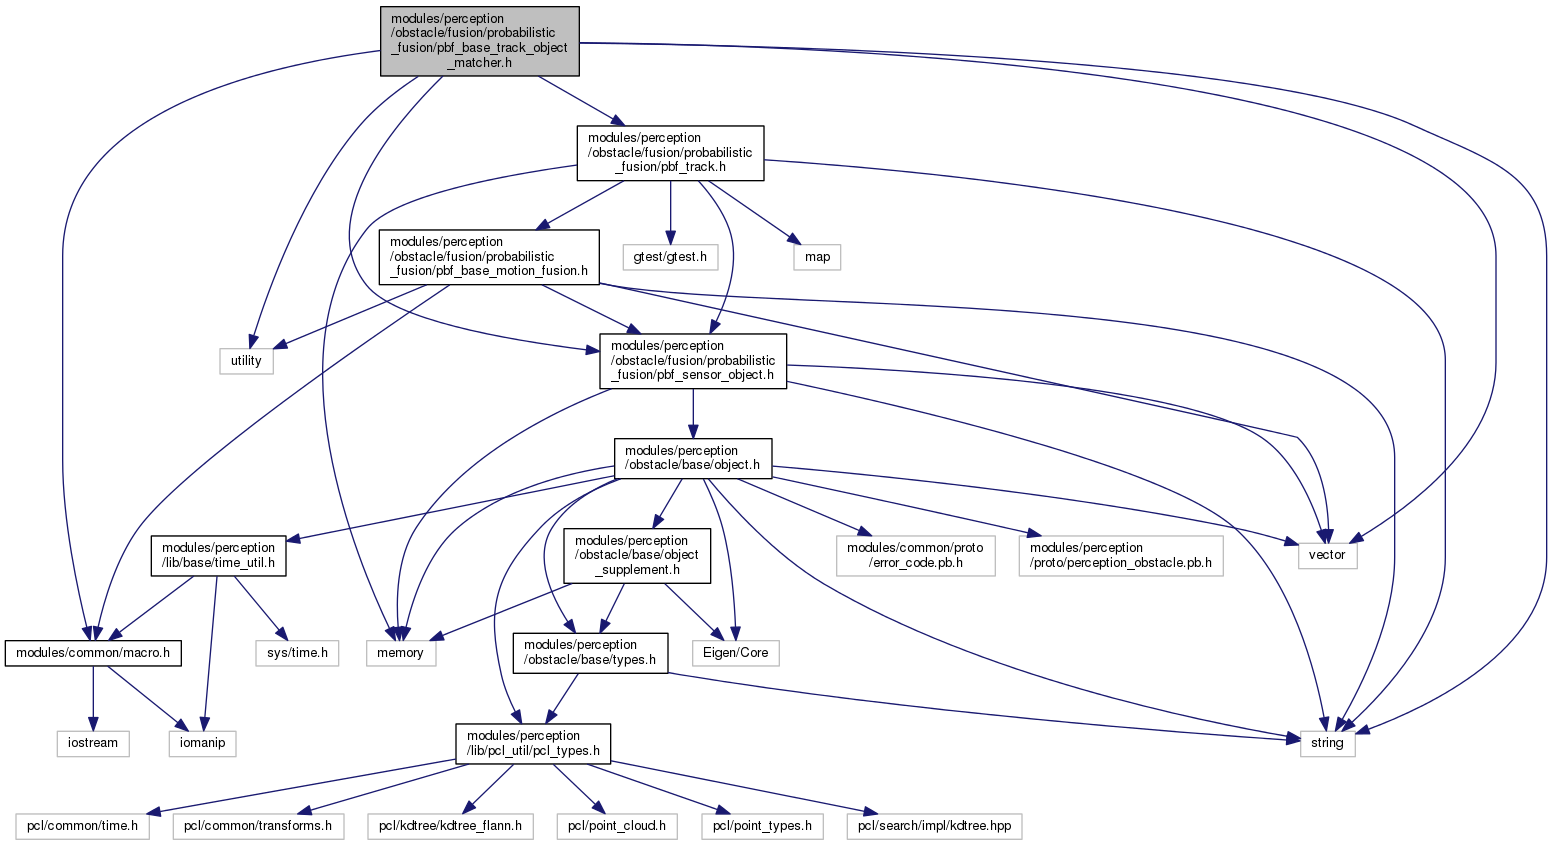 modules/perception
/obstacle/fusion/probabilistic
_fusion/pbf_base_track_object
_matcher.h
modules/perception
/obstacle/fusion/probabilistic
_fusion/pbf_track.h
modules/perception
/obstacle/fusion/probabilistic
_fusion/pbf_base_motion_fusion.h
gtest/gtest.h
map
utility
modules/perception
/obstacle/fusion/probabilistic
_fusion/pbf_sensor_object.h
modules/perception
/obstacle/base/object.h
modules/perception
/lib/base/time_util.h
modules/perception
/obstacle/base/object
_supplement.h
modules/common/proto
/error_code.pb.h
modules/perception
/proto/perception_obstacle.pb.h
vector
modules/common/macro.h
sys/time.h
memory
modules/perception
/obstacle/base/types.h
Eigen/Core
iostream
iomanip
modules/perception
/lib/pcl_util/pcl_types.h
string
pcl/common/time.h
pcl/common/transforms.h
pcl/kdtree/kdtree_flann.h
pcl/point_cloud.h
pcl/point_types.h
pcl/search/impl/kdtree.hpp